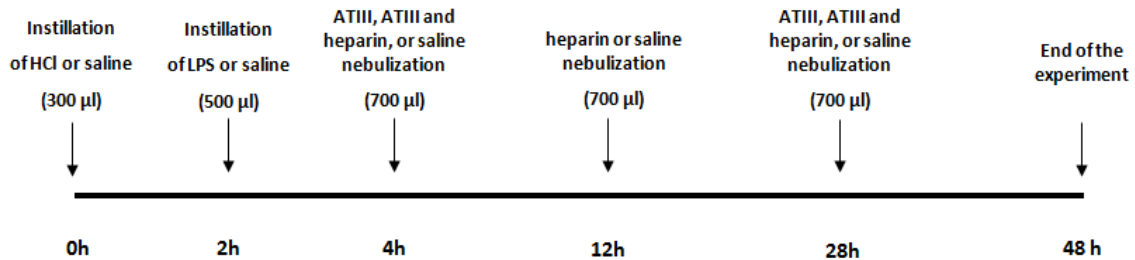 Instillation
of HCl or saline
(300 µl)
Instillation
of LPS or saline
(500 µl)
ATIII, ATIII and
heparin, or saline
nebulization
(700 µl)
heparin or saline
nebulization
(700 µl)
ATIII, ATIII and
heparin, or saline
nebulization
(700 µl)
End of the
experiment
0h
2h
4h
12h
28h
48 h